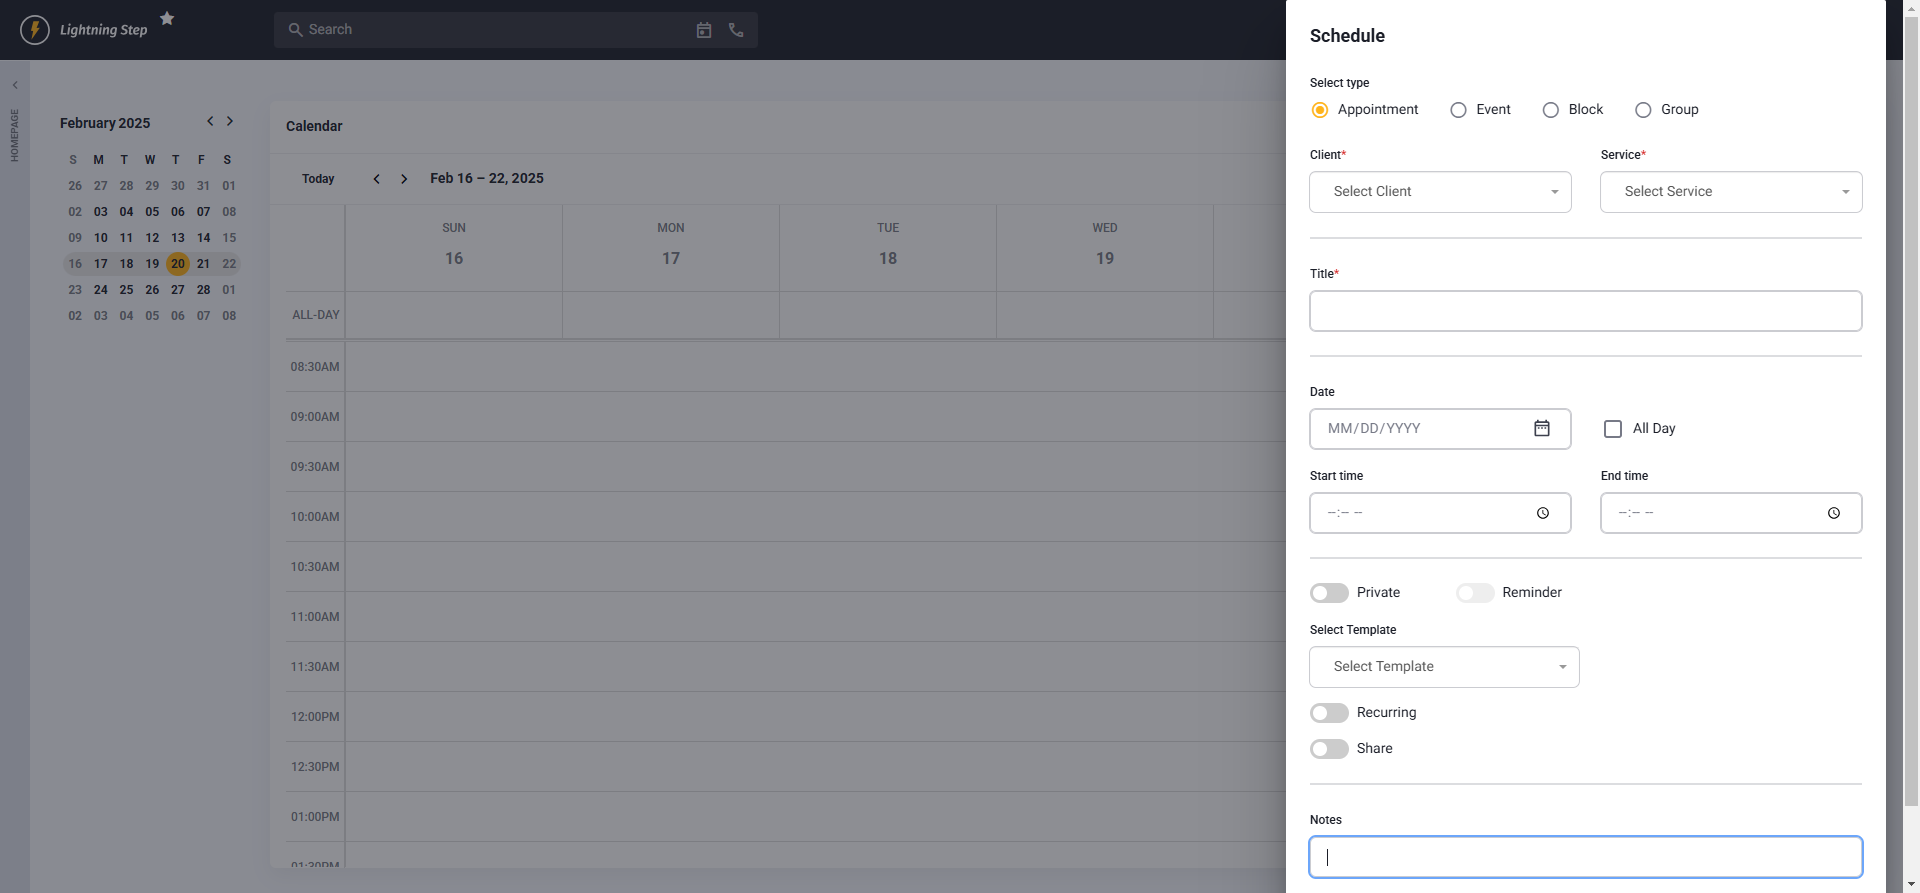 Lightning Step
Search
HOMEPAGE
February 2025
S M T W T F S
26 27 28 29 30 31 01
02 03 04 05 06 07 08
09 10 11 12 13 14 15
16 17 18 19 20 21 22
23 24 25 26 27 28 01
02 03 04 05 06 07 08
Calendar
Today Feb 16 – 22, 2025
SUN MON TUE WED
16 17 18 19
ALL-DAY
08:30AM
09:00AM
09:30AM
10:00AM
10:30AM
11:00AM
11:30AM
12:00PM
12:30PM
01:00PM
01:30PM
Schedule
Select type
Appointment Event Block Group
Client* Service*
Select Client Select Service
Title*
Date
MM/DD/YYYY All Day
Start time End time
--:-- -- --:-- --
Private Reminder
Select Template
Select Template
Recurring
Share
Notes